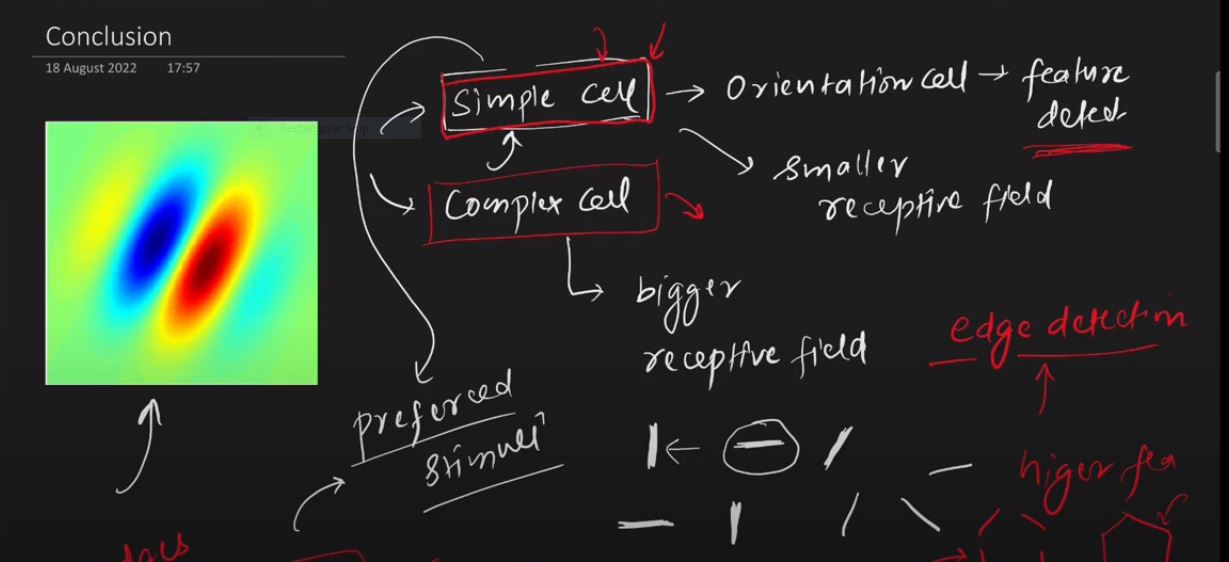 Conclusion
18 August 2022 17:57
Rectangular Snip
Simple cell
Orientation cell → feature
detect
smaller
receptive field
Complex cell
bigger
receptive field
edge detection
preferred
stimuli
higer fea